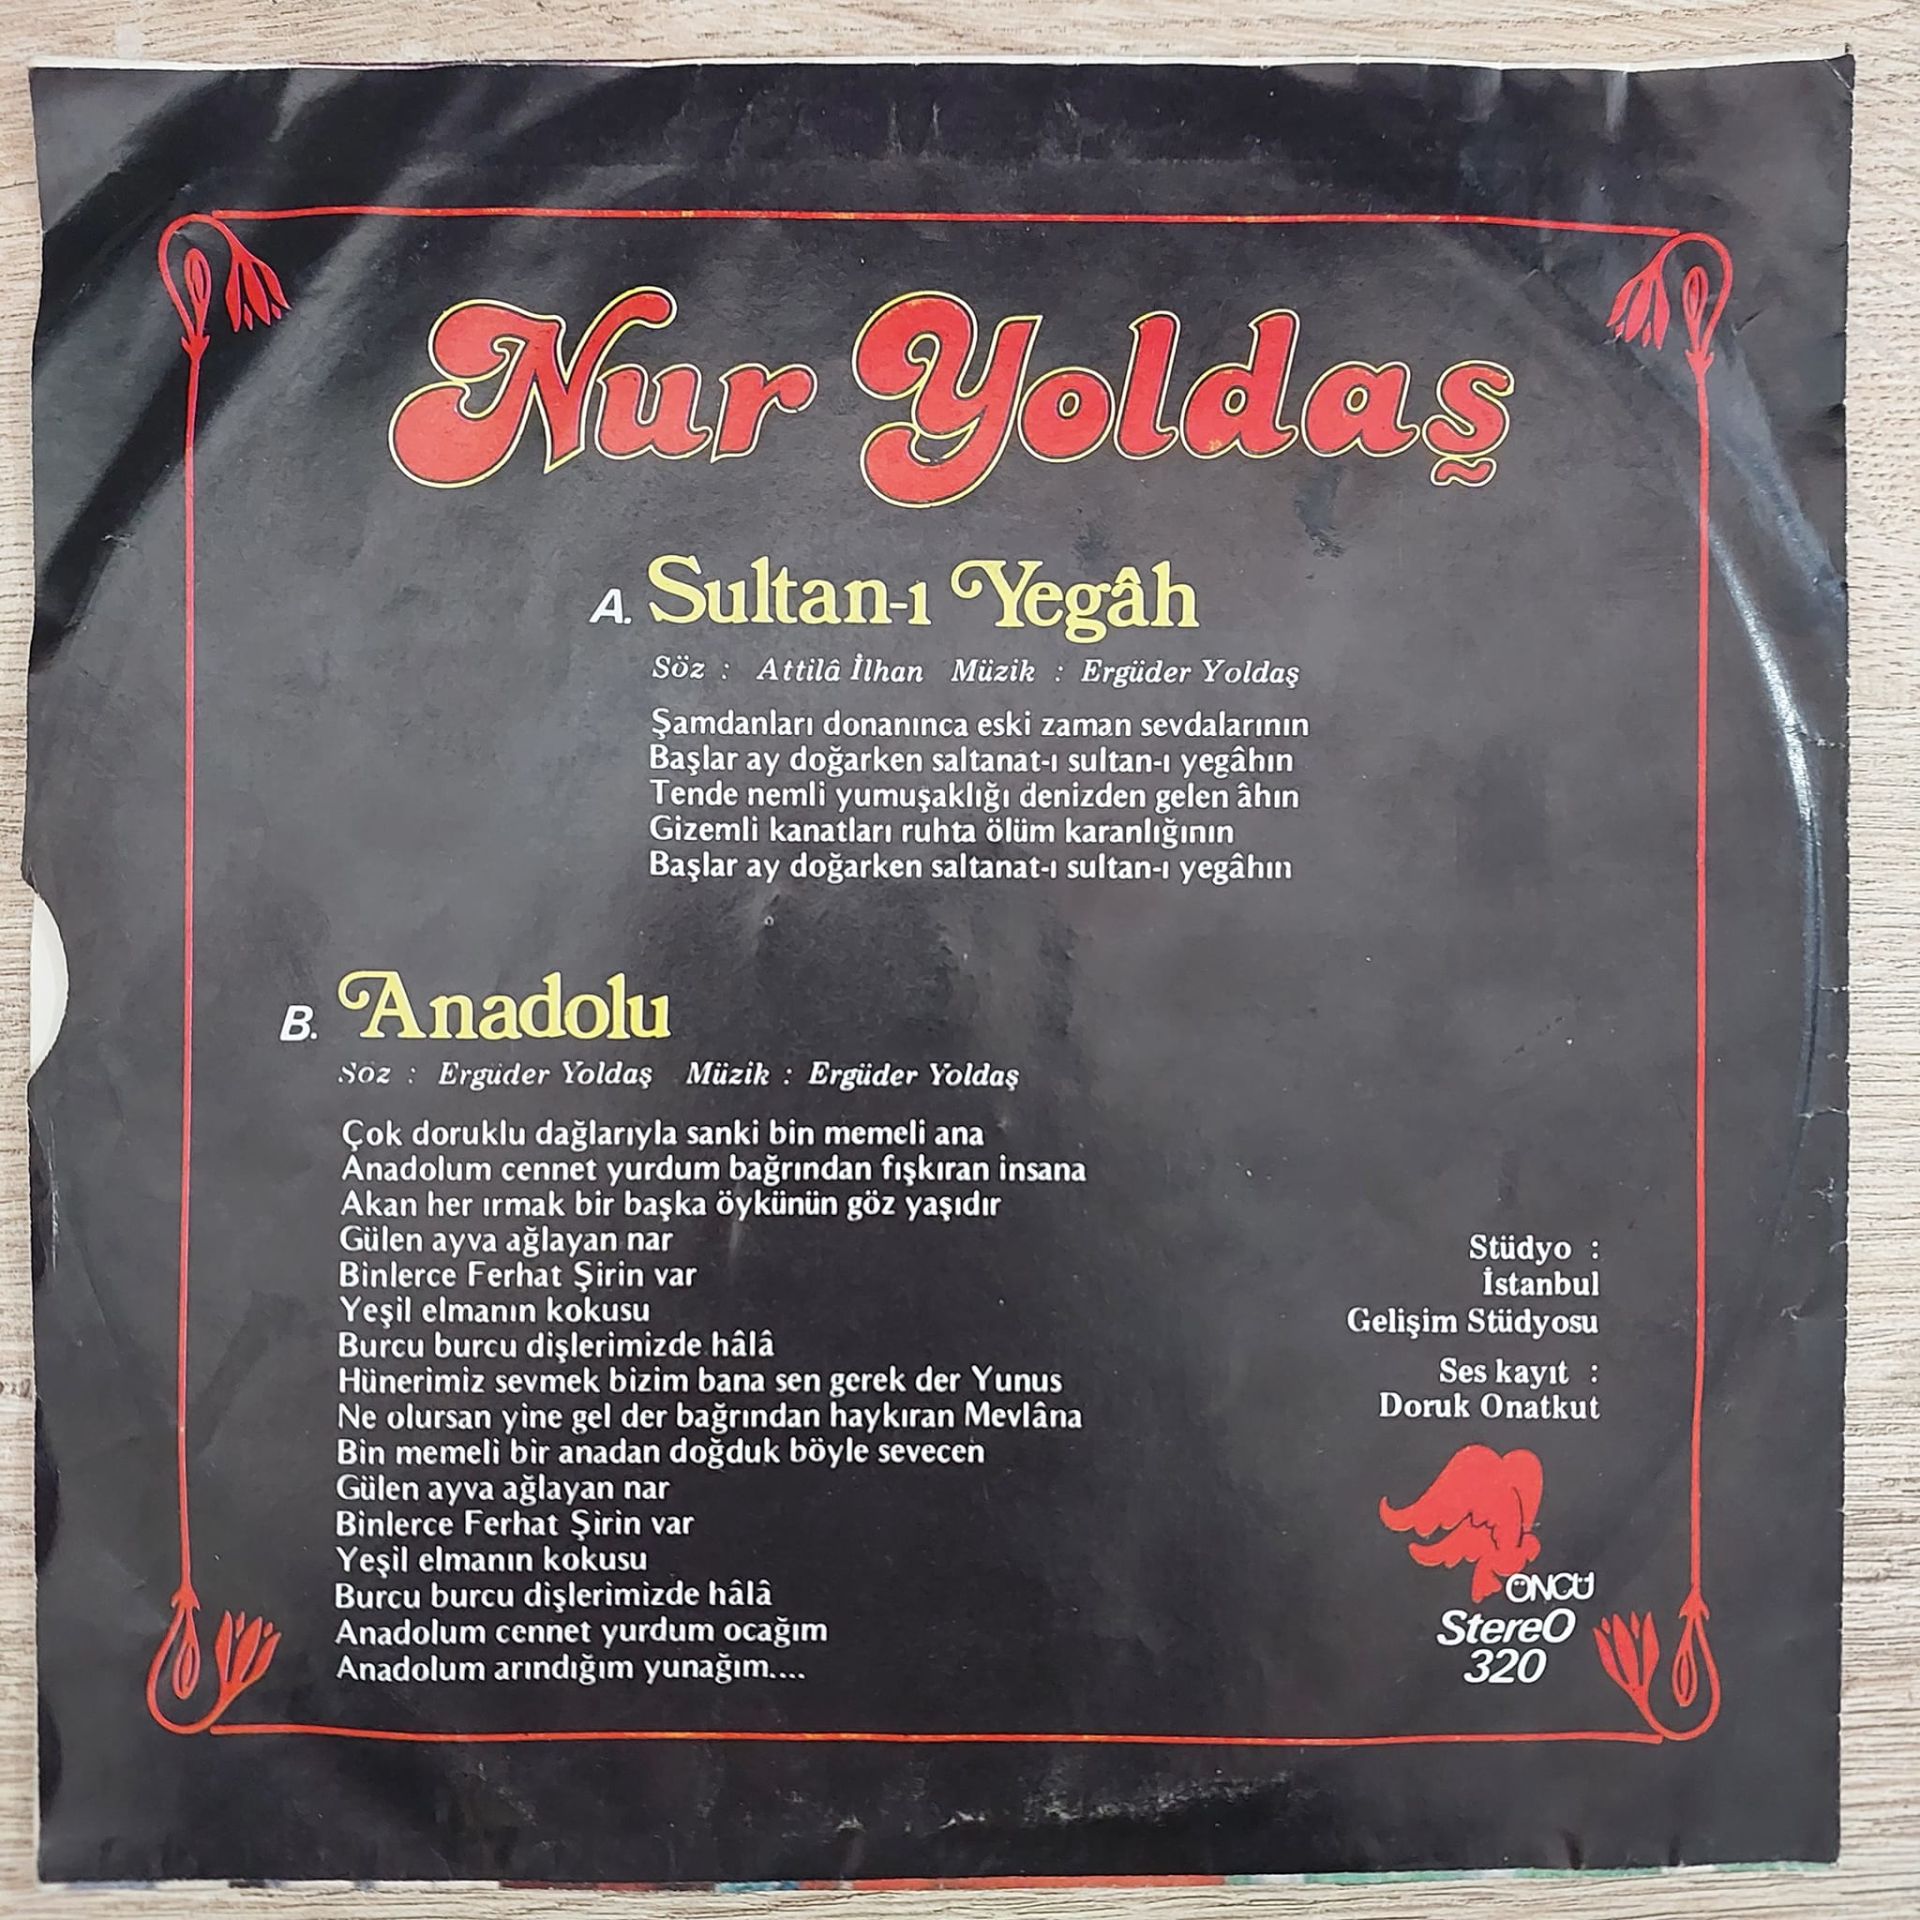 Nur Yoldaş
A. Sultan-ı Yegâh
Söz : Attilâ İlhan Müzik : Ergüder Yoldaş
Şamdanları donanınca eski zaman sevdalarının
Başlar ay doğarken saltanat-ı sultan-ı yegâhın
Tende nemli yumuşaklığı denizden gelen âhın
Gizemli kanatları ruhta ölüm karanlığının
Başlar ay doğarken saltanat-ı sultan-ı yegâhın
B. Anadolu
Söz : Ergüder Yoldaş Müzik : Ergüder Yoldaş
Çok doruklu dağlarıyla sanki bin memeli ana
Anadolum cennet yurdum bağrından fışkıran insana
Akan her ırmak bir başka öykünün göz yaşıdır
Gülen ayva ağlayan nar
Binlerce Ferhat Şirin var
Yeşil elmanın kokusu
Burcu burcu dişlerimizde hâlâ
Hünerimiz sevmek bizim bana sen gerek der Yunus
Ne olursan yine gel der bağrından haykıran Mevlâna
Bin memeli bir anadan doğduk böyle sevecen
Gülen ayva ağlayan nar
Binlerce Ferhat Şirin var
Yeşil elmanın kokusu
Burcu burcu dişlerimizde hâlâ
Anadolum cennet yurdum ocağım
Anadolum arındığım yunağım....
Stüdyo :
İstanbul
Gelişim Stüdyosu
Ses kayıt :
Doruk Onatkut
ÖNCÜ
StereO
320